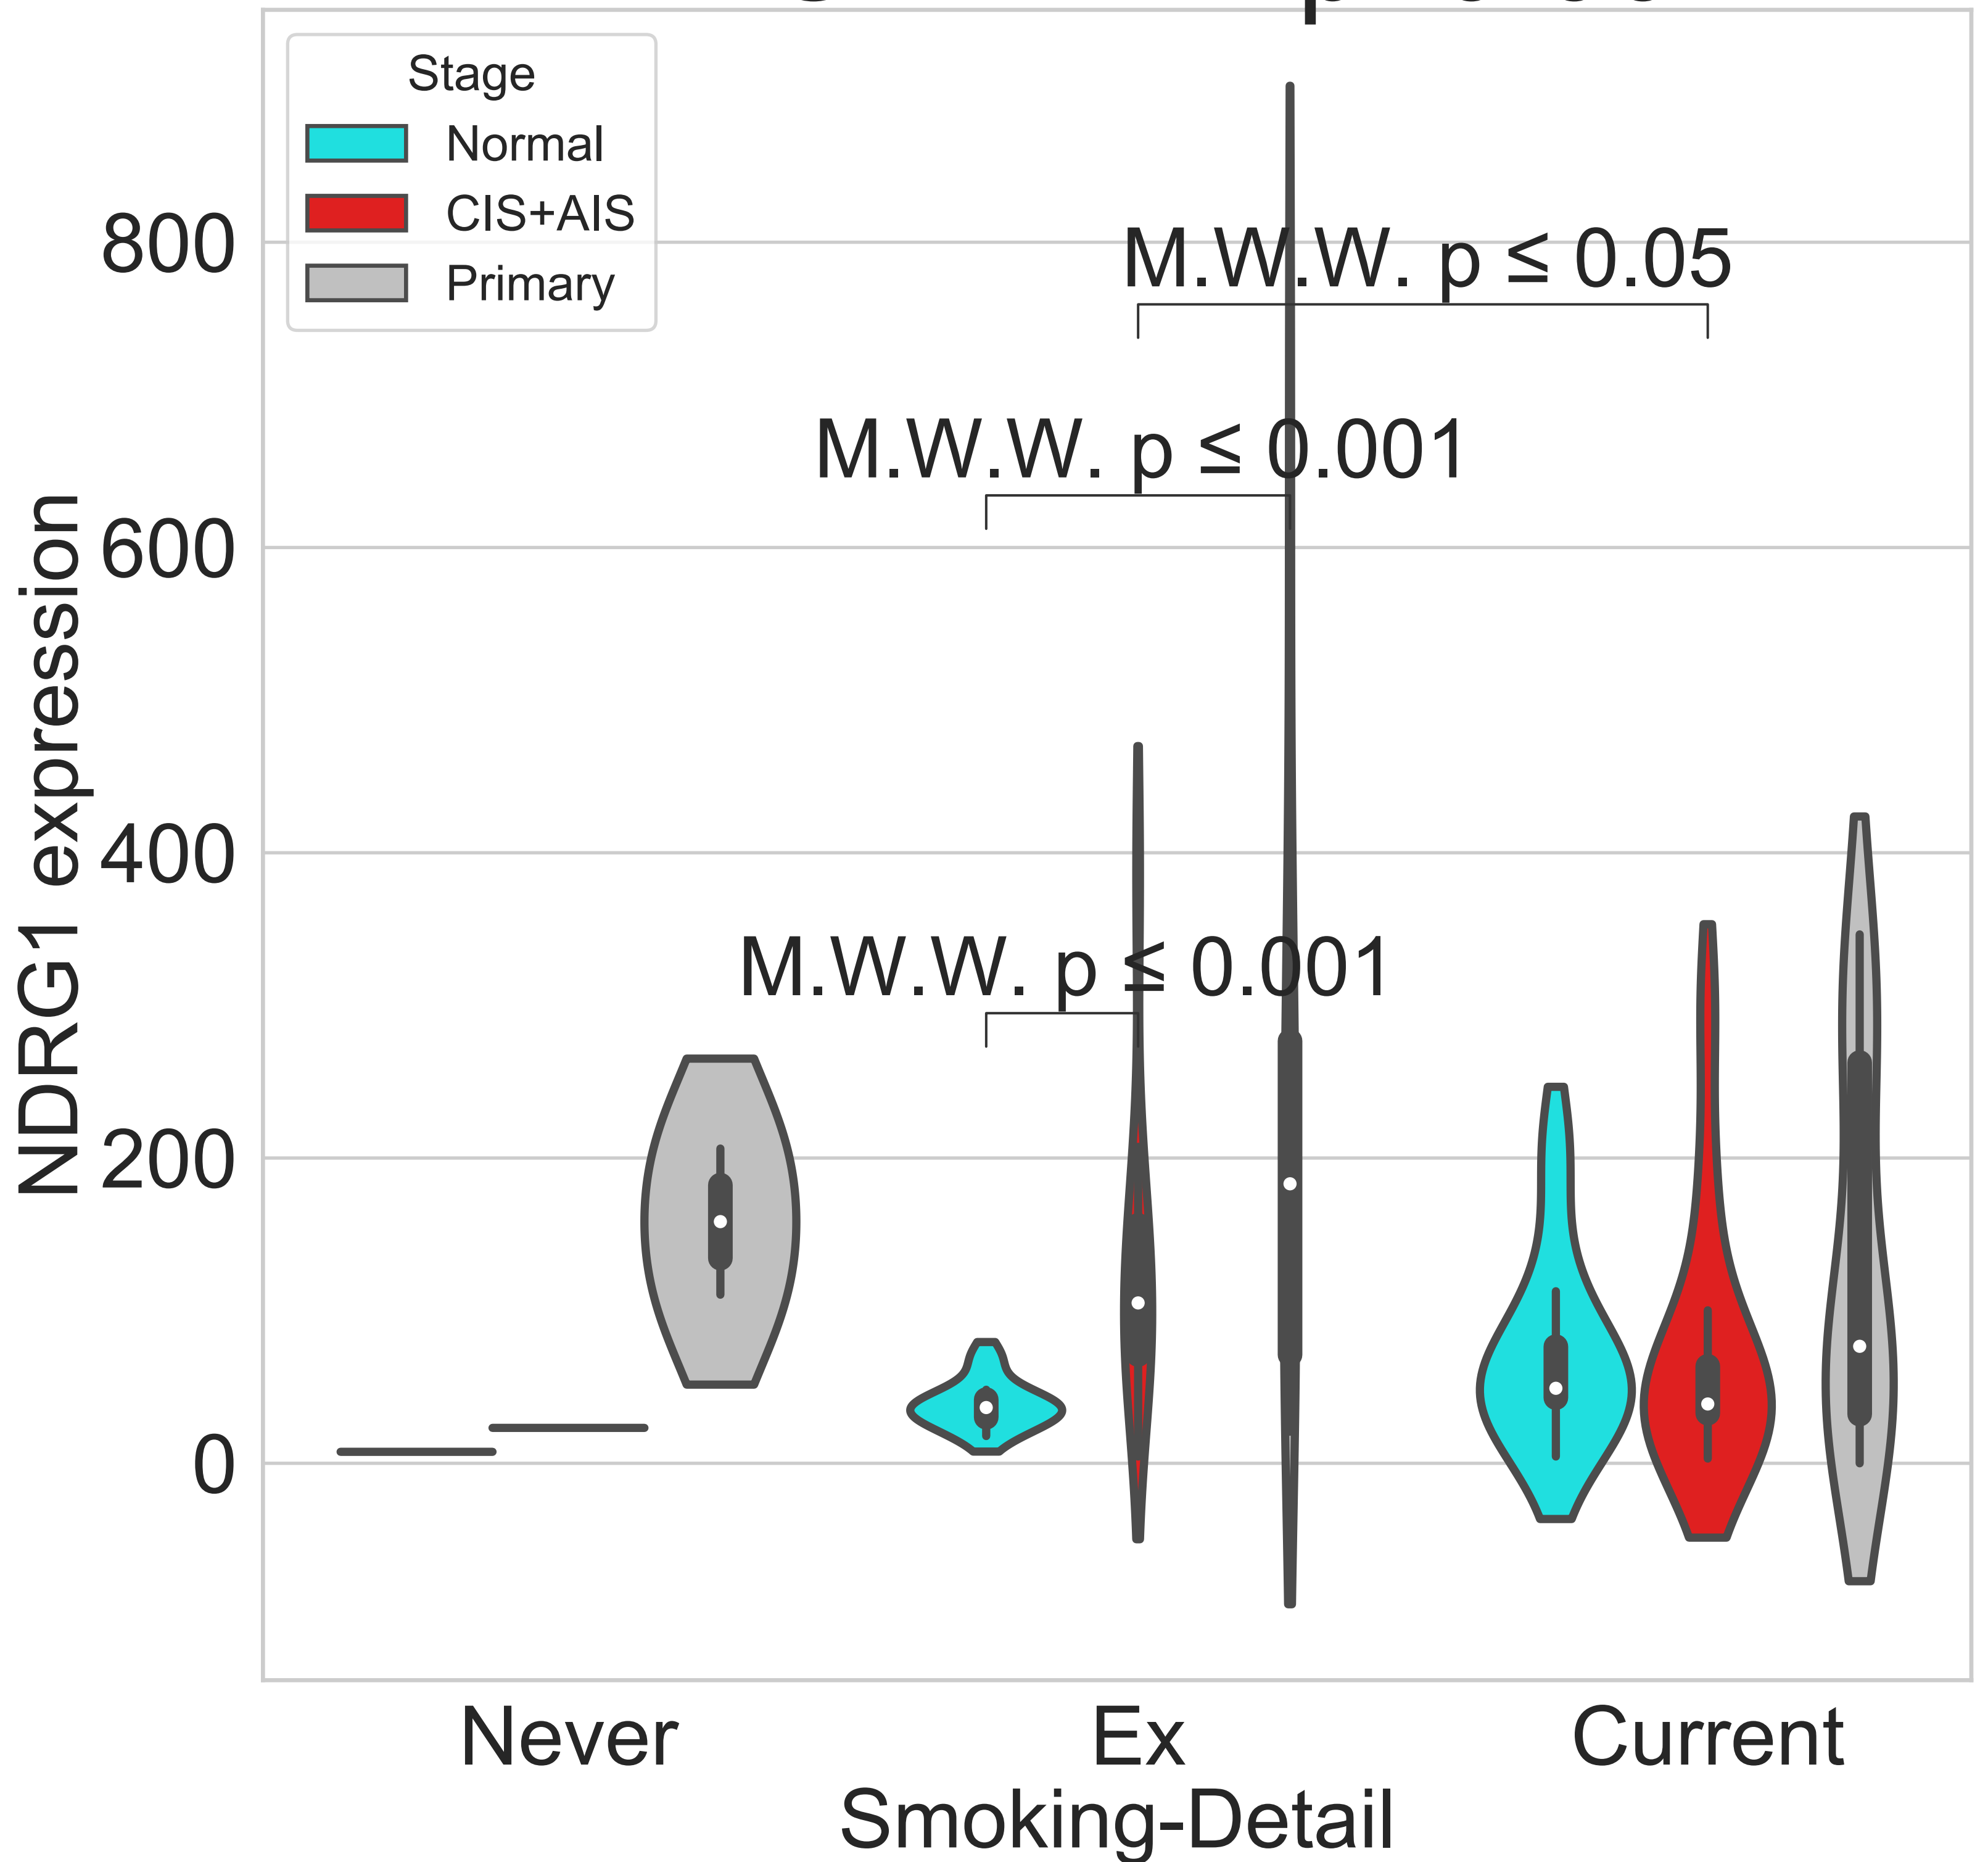 Stage
Normal
CIS+AIS
Primary
M.W.W. p ≤ 0.05
M.W.W. p ≤ 0.001
M.W.W. p ≤ 0.001
800
600
400
200
0
NDRG1 expression
Never
Ex
Current
Smoking-Detail